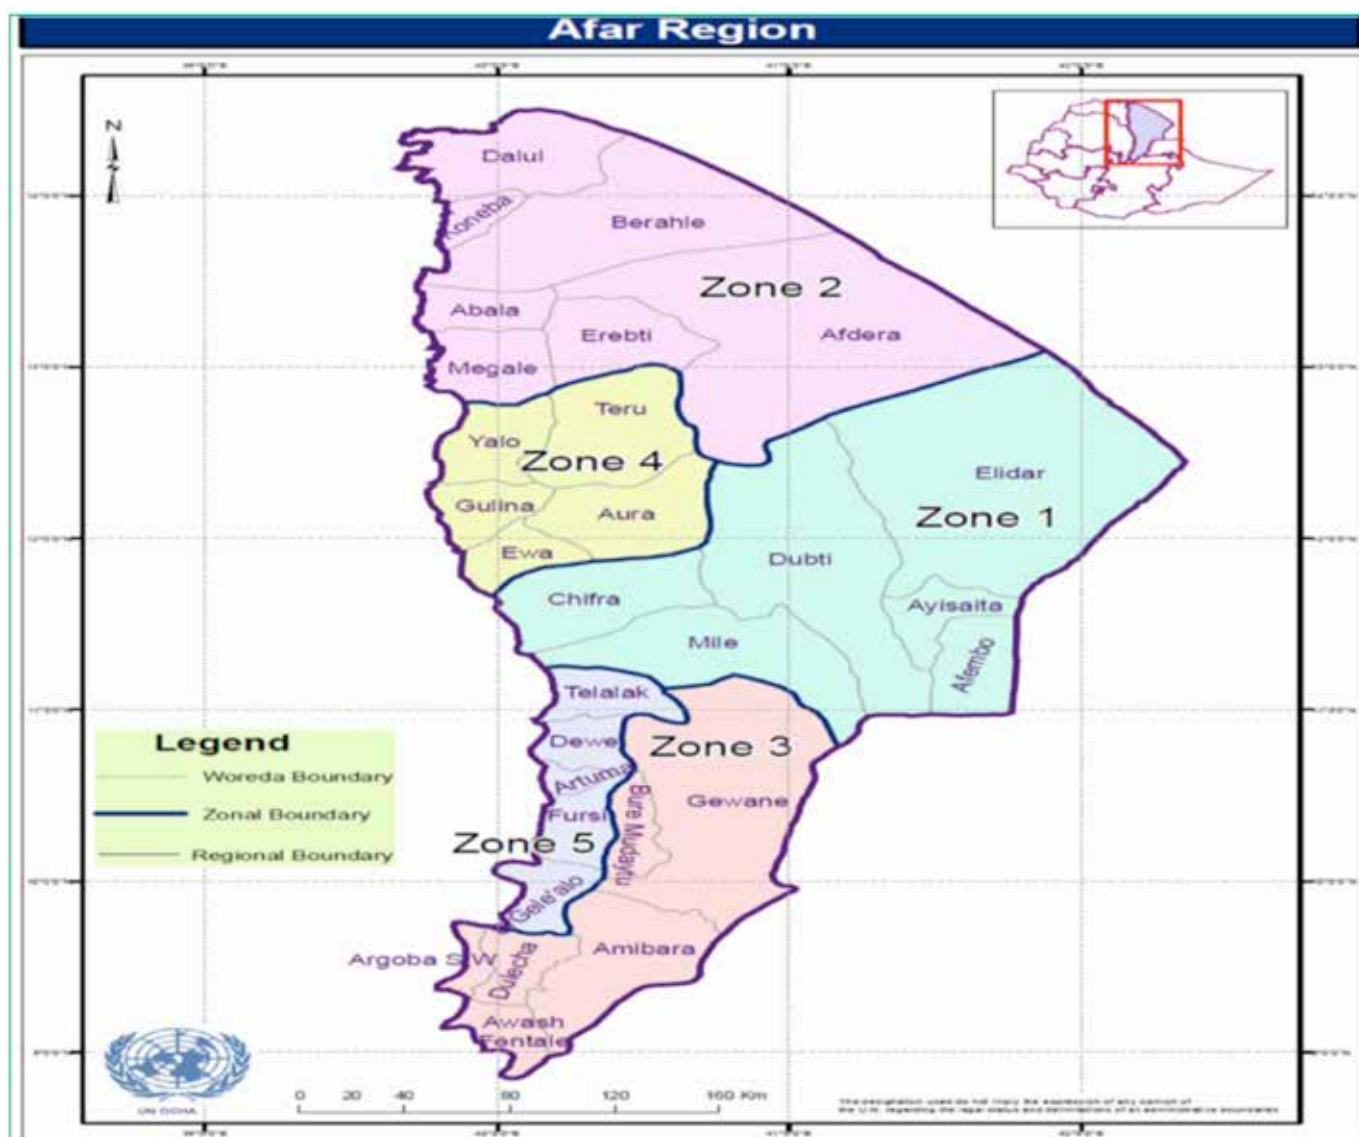 Afar Region
N
Dalul
Koneba
Berahle
Zone 2
Abala
Erebti
Afdera
Megale
Teru
Yalo
Zone 4
Elidar
Gulina
Aura
Zone 1
Ewa
Dubti
Chifra
Ayisaita
Mile
Afembo
Telalak
Dewe
Zone 3
Artuma
Fursi
Bure Mudaytu
Gewane
Zone 5
Gele'alo
Argoba S.W
Dulecha
Amibara
Awash
Fentale
Legend
Woreda Boundary
Zonal Boundary
Regional Boundary
UN OCHA
0 20 40 80 120 160 Km